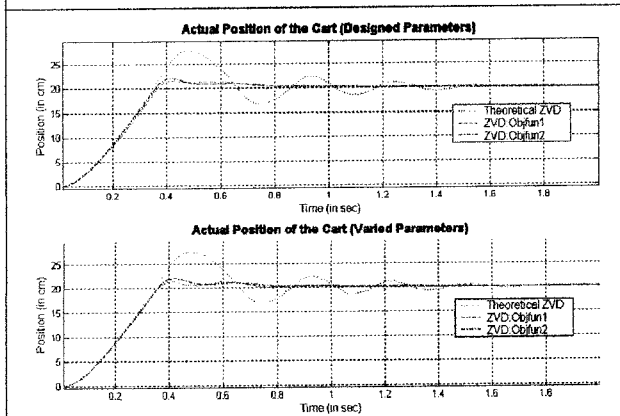 Actual Position of the Cart (Designed Parameters)
Position (in cm)
25
20
15
10
5
0
0.2 0.4 0.6 0.8 1 1.2 1.4 1.6 1.8
Time (in sec)
Theoretical ZVD
ZVD.Objfun1
ZVD.Objfun2
Actual Position of the Cart (Varied Parameters)
Position (in cm)
25
20
15
10
5
0
0.2 0.4 0.6 0.8 1 1.2 1.4 1.6 1.8
Time (in sec)
Theoretical ZVD
ZVD.Objfun1
ZVD.Objfun2